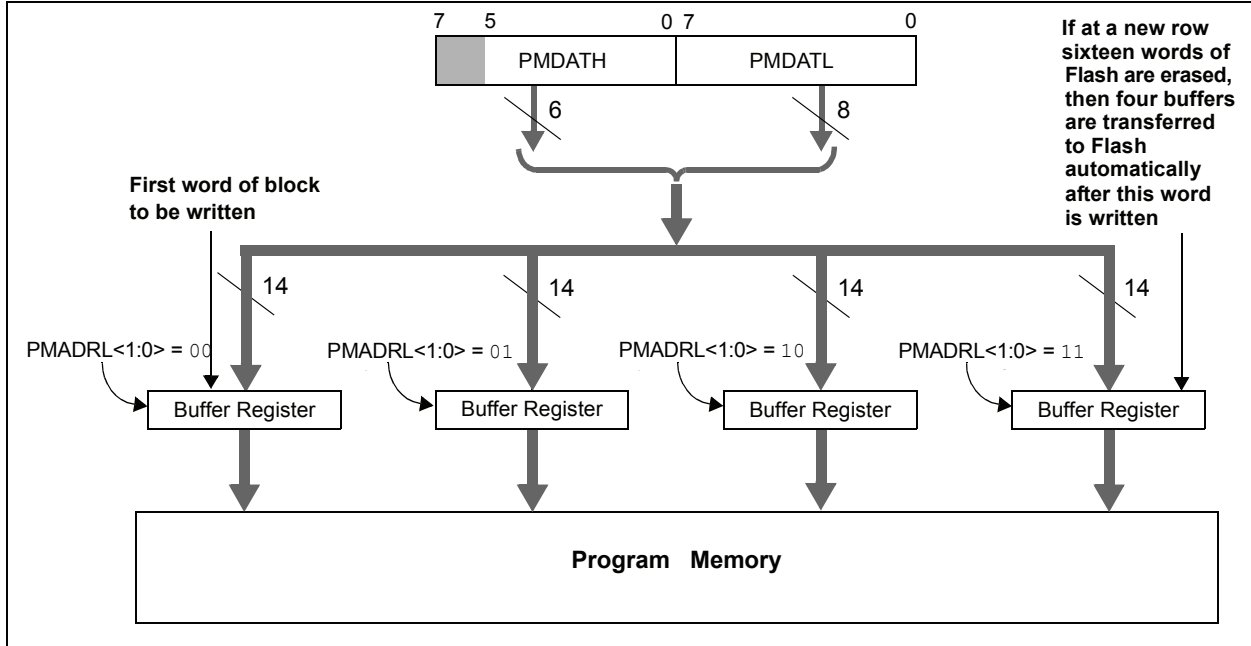 7 5 0 7 0
PMDATH PMDATL
6 8
If at a new row
sixteen words of
Flash are erased,
then four buffers
are transferred
to Flash
automatically
after this word
is written
First word of block
to be written
14 14 14 14
PMADRL<1:0> = 00 PMADRL<1:0> = 01 PMADRL<1:0> = 10 PMADRL<1:0> = 11
Buffer Register Buffer Register Buffer Register Buffer Register
Program Memory